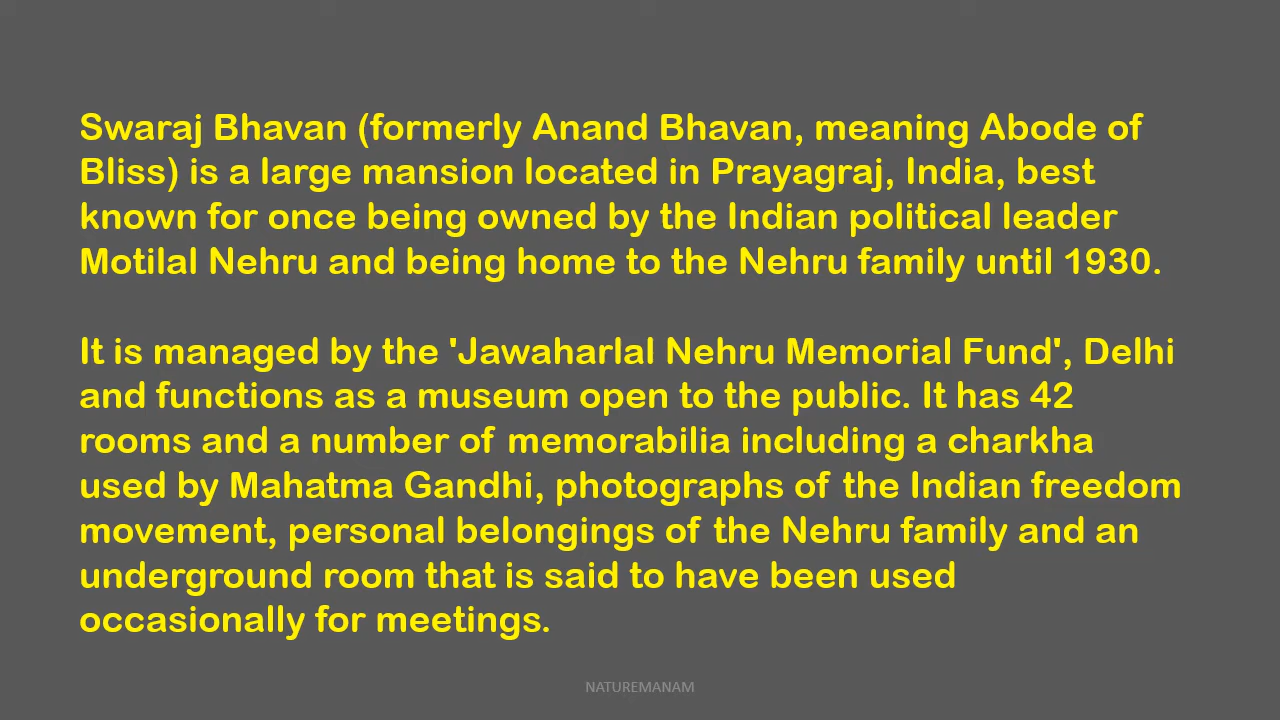 Swaraj Bhavan (formerly Anand Bhavan, meaning Abode of
Bliss) is a large mansion located in Prayagraj, India, best
known for once being owned by the Indian political leader
Motilal Nehru and being home to the Nehru family until 1930.
It is managed by the 'Jawaharlal Nehru Memorial Fund', Delhi
and functions as a museum open to the public. It has 42
rooms and a number of memorabilia including a charkha
used by Mahatma Gandhi, photographs of the Indian freedom
movement, personal belongings of the Nehru family and an
underground room that is said to have been used
occasionally for meetings.
NATUREMANAM